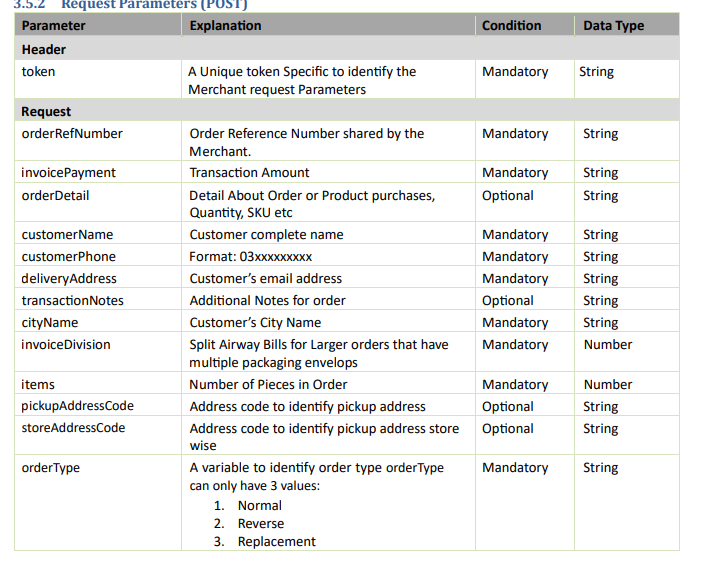 3.5.2 Request Parameters (POST)
Parameter Explanation Condition Data Type
Header
token A Unique token Specific to identify the Mandatory String
Merchant request Parameters
Request
orderRefNumber Order Reference Number shared by the Mandatory String
Merchant.
invoicePayment Transaction Amount Mandatory String
orderDetail Detail About Order or Product purchases, Optional String
Quantity, SKU etc
customerName Customer complete name Mandatory String
customerPhone Format: 03xxxxxxxxx Mandatory String
deliveryAddress Customer's email address Mandatory String
transactionNotes Additional Notes for order Optional String
cityName Customer's City Name Mandatory String
invoiceDivision Split Airway Bills for Larger orders that have Mandatory Number
multiple packaging envelops
items Number of Pieces in Order Mandatory Number
pickupAddressCode Address code to identify pickup address Optional String
storeAddressCode Address code to identify pickup address store Optional String
wise
orderType A variable to identify order type orderType Mandatory String
can only have 3 values:
1. Normal
2. Reverse
3. Replacement